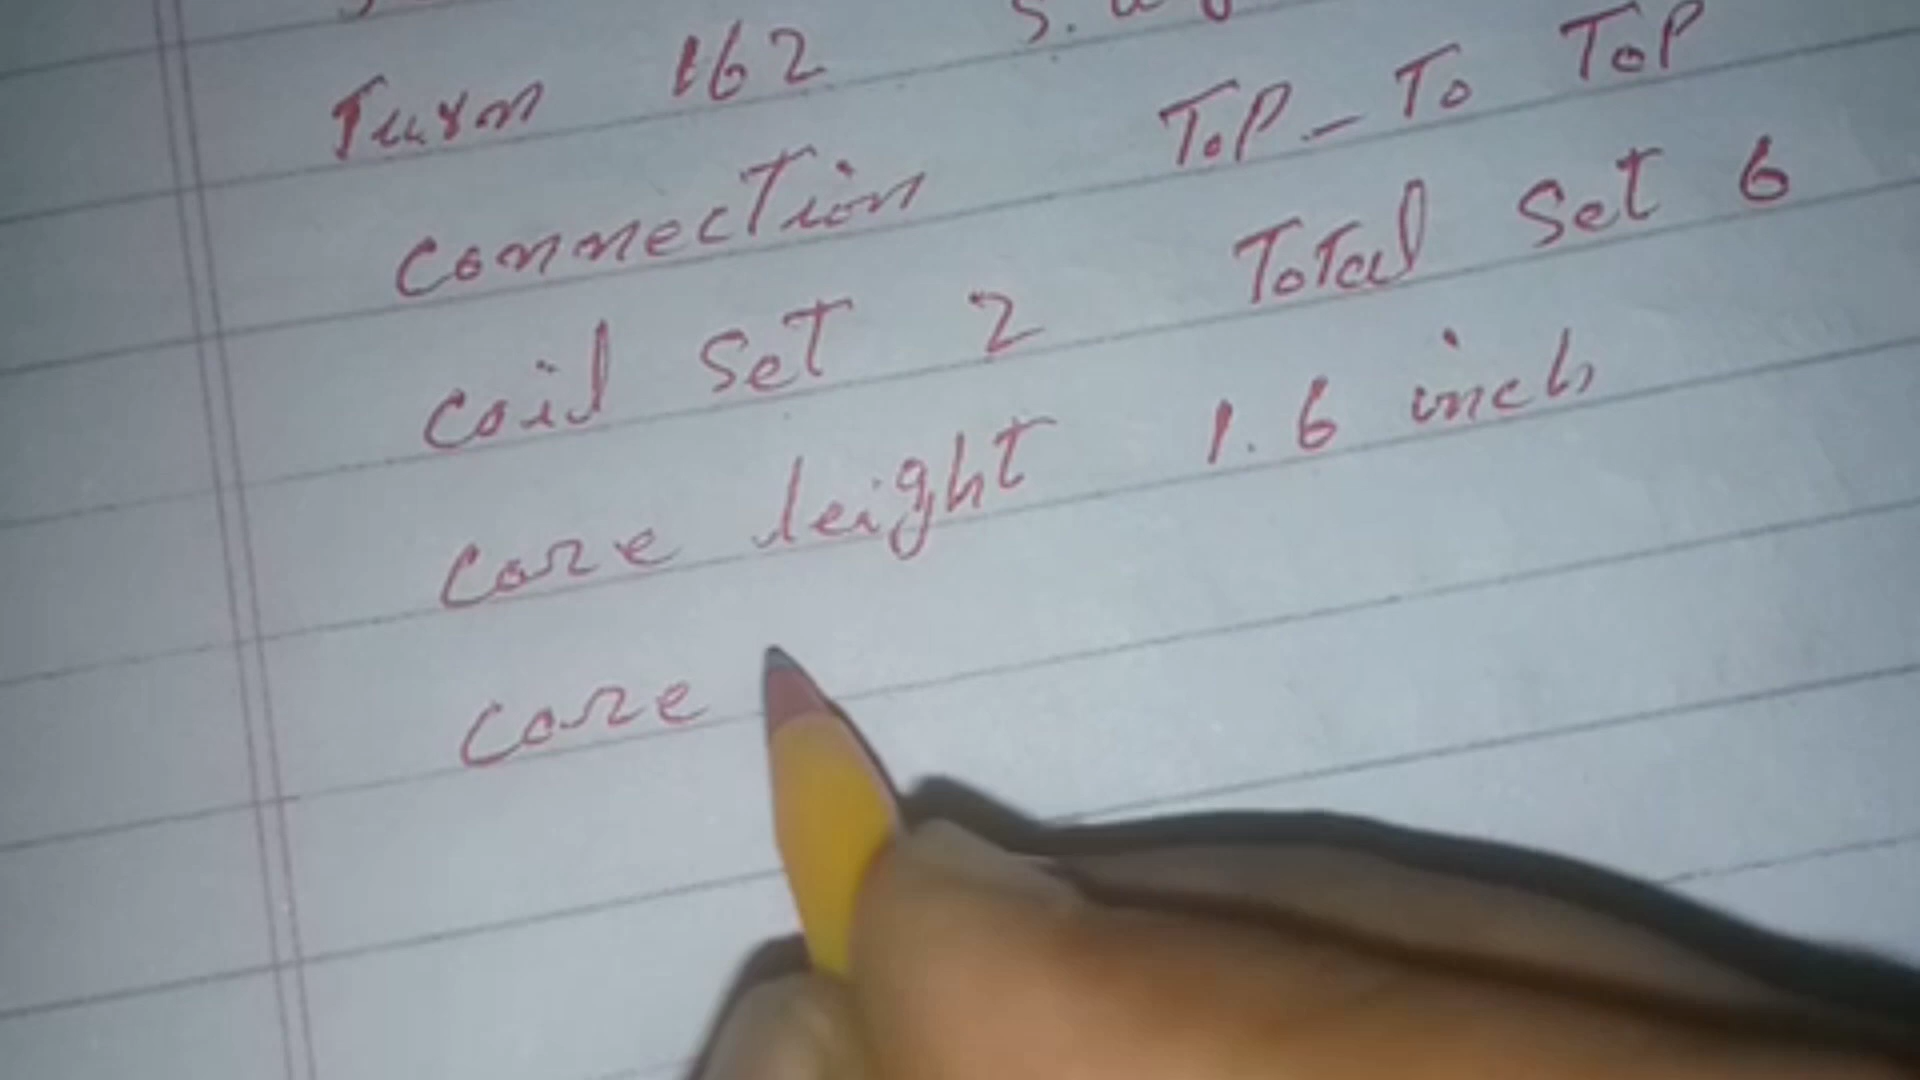 Turn 162
connection ToP-To ToP
coil set 2 Total set 6
core leight 1.6 inch
core